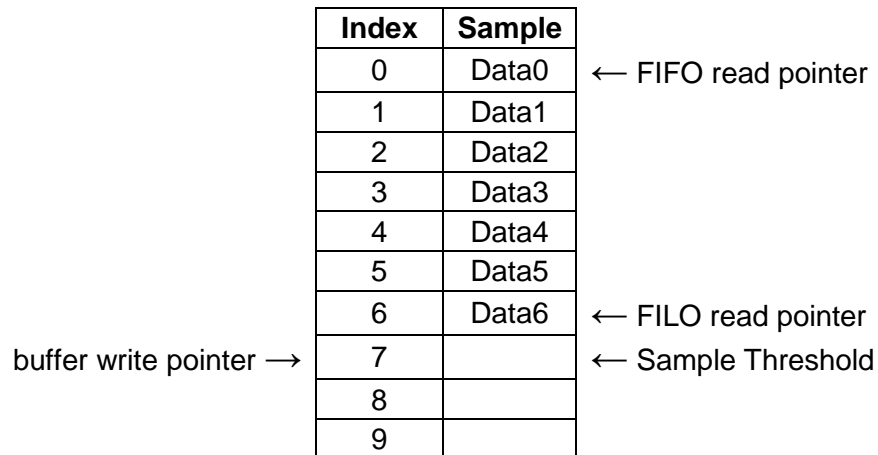 Index Sample
0 Data0 ← FIFO read pointer
1 Data1
2 Data2
3 Data3
4 Data4
5 Data5
6 Data6 ← FILO read pointer
buffer write pointer → 7 ← Sample Threshold
8
9